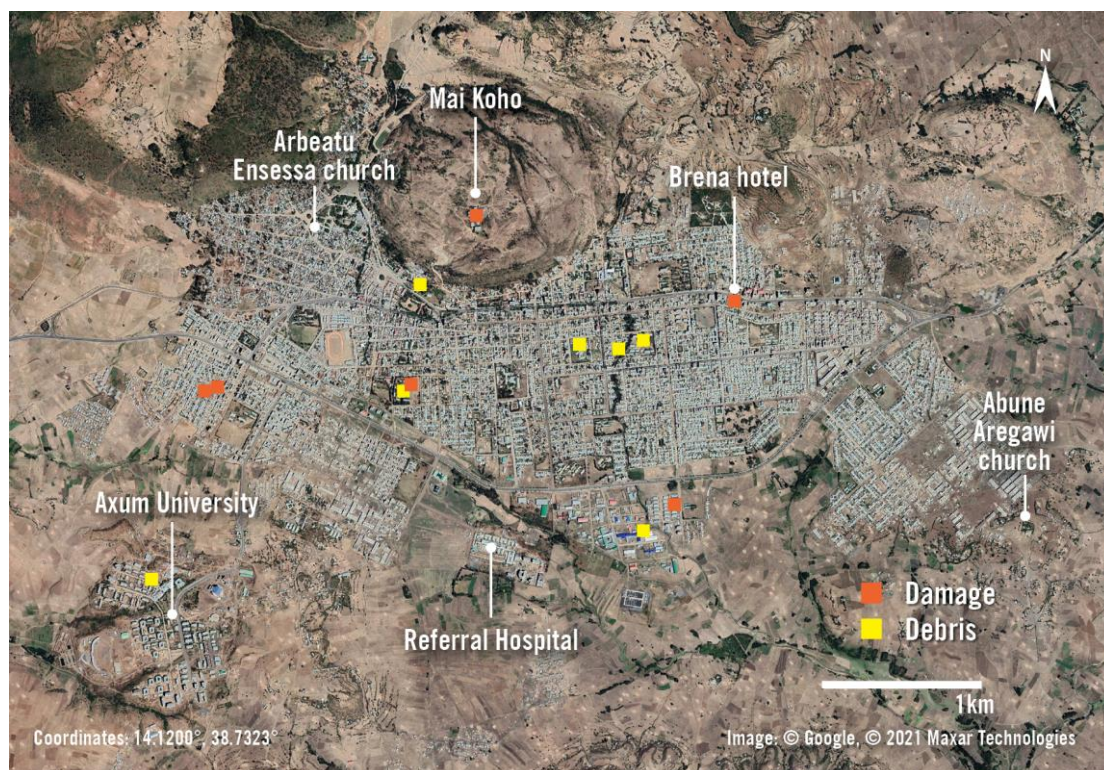 N
Mai Koho
Arbeatu
Ensessa church
Brena hotel
Abune
Aregawi
church
Axum University
Referral Hospital
Damage
Debris
1km
Coordinates: 14.1200°, 38.7323°
Image: © Google, © 2021 Maxar Technologies